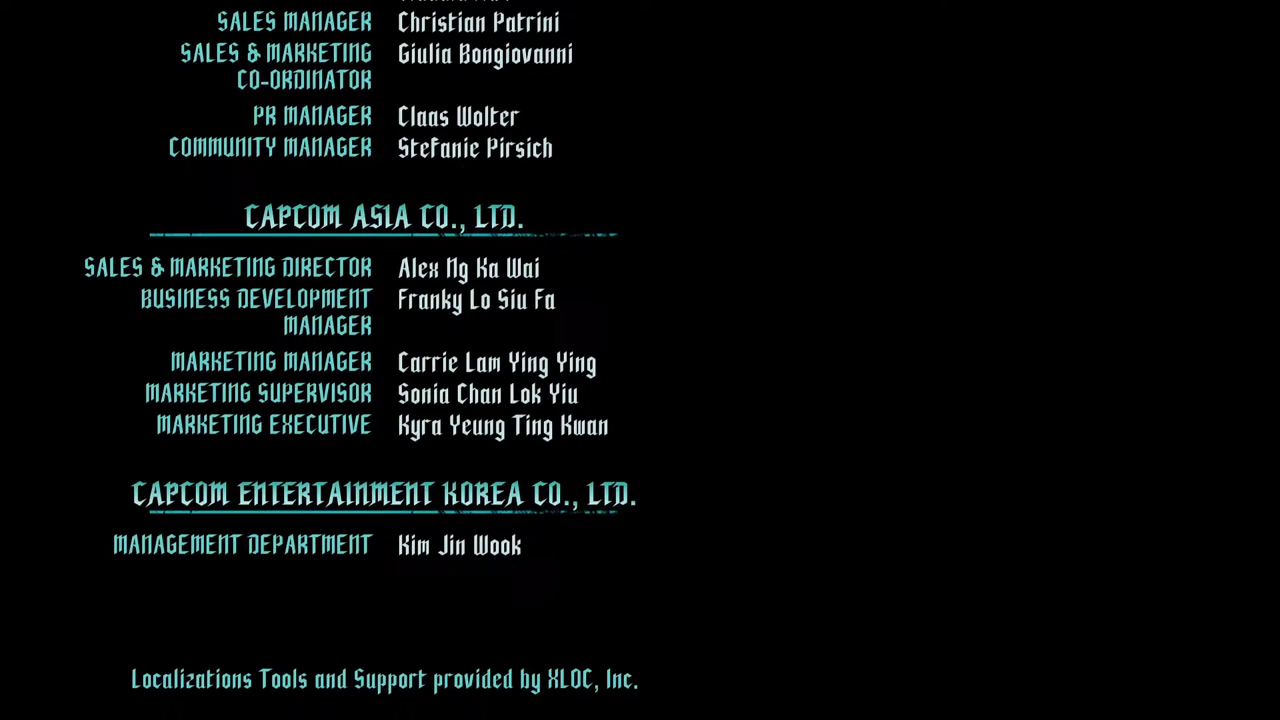 SALES MANAGER Christian Patrini
SALES & MARKETING Giulia Bongiovanni
CO-ORDINATOR
PR MANAGER Claas Wolter
COMMUNITY MANAGER Stefanie Pirsich
CAPCOM ASIA CO., LTD.
SALES & MARKETING DIRECTOR Alex Ng Ka Wai
BUSINESS DEVELOPMENT Franky Lo Siu Fa
MANAGER
MARKETING MANAGER Carrie Lam Ying Ying
MARKETING SUPERVISOR Sonia Chan Lok Yiu
MARKETING EXECUTIVE Kyra Yeung Ting Kwan
CAPCOM ENTERTAINMENT KOREA CO., LTD.
MANAGEMENT DEPARTMENT Kim Jin Wook
Localizations Tools and Support provided by XLOC, Inc.